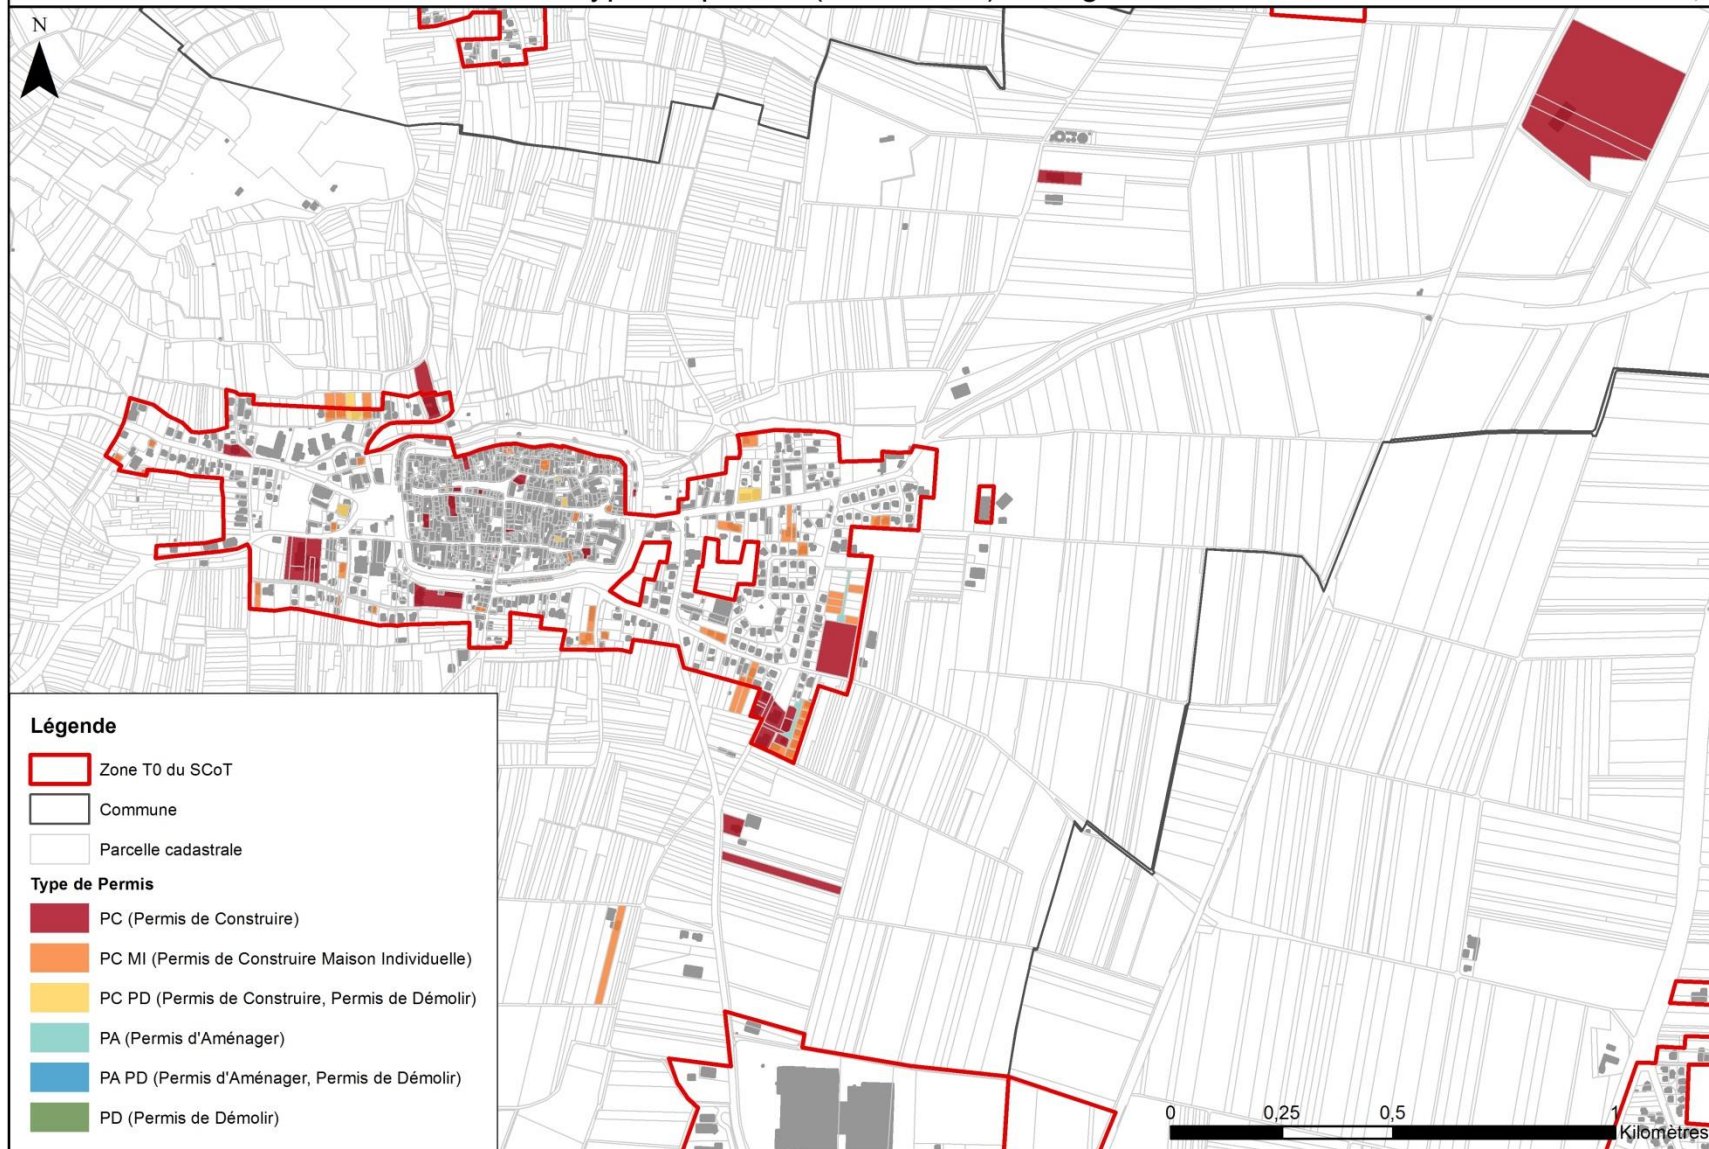 N
Légende
Zone T0 du SCoT
Commune
Parcelle cadastrale
Type de Permis
PC (Permis de Construire)
PC MI (Permis de Construire Maison Individuelle)
PC PD (Permis de Construire, Permis de Démolir)
PA (Permis d'Aménager)
PA PD (Permis d'Aménager, Permis de Démolir)
PD (Permis de Démolir)
0 0,25 0,5 1
Kilomètres